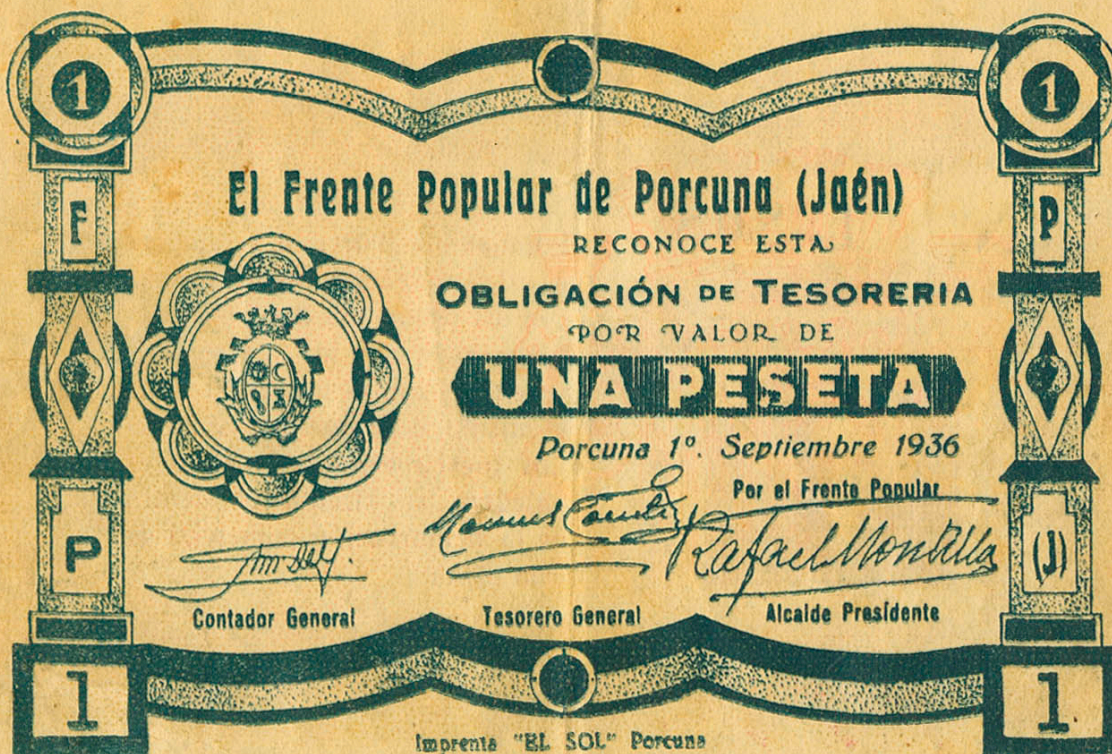 1 1
El Frente Popular de Porcuna (Jaén)
F P
RECONOCE ESTA
OBLIGACIÓN DE TESORERIA
POR VALOR DE
UNA PESETA
Porcuna 1º. Septiembre 1936
Por el Frente Popular
Manuel
Rafael Montilla
P (J)
Contador General Tesorero General Alcalde Presidente
1 1
Imprenta "EL SOL" Porcuna